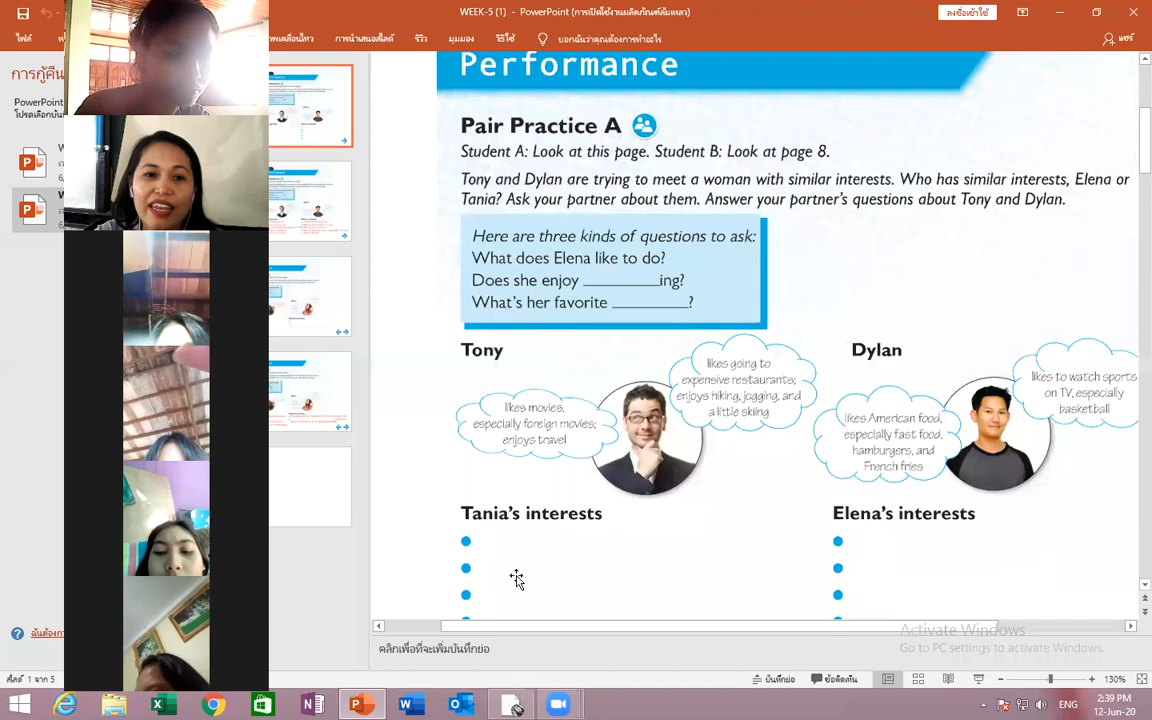 WEEK-5 (1) - PowerPoint (การเปิดใช้งานผลิตภัณฑ์ล้มเหลว)
ลงชื่อเข้าใช้
ไฟล์
การนำเสนอสไลด์
รีวิว
มุมมอง
วิธีใช้
บอกฉันว่าคุณต้องการทำอะไร
แชร์
การกู้คืน
Performance
Pair Practice A
Student A: Look at this page. Student B: Look at page 8.
Tony and Dylan are trying to meet a woman with similar interests. Who has similar interests, Elena or
Tania? Ask your partner about them. Answer your partner's questions about Tony and Dylan.
Here are three kinds of questions to ask:
What does Elena like to do?
Does she enjoy __________ing?
What's her favorite __________?
Tony
likes movies,
especially foreign movies;
enjoys travel
likes going to
expensive restaurants;
enjoys hiking, jogging, and
a little skiing
Dylan
likes American food,
especially fast food,
hamburgers, and
French fries
likes to watch sports
on TV, especially
basketball
Tania's interests
Elena's interests
Activate Windows
Go to PC settings to activate Windows.
คลิกเพื่อที่จะเพิ่มบันทึกย่อ
สไลด์ 1 จาก 5
บันทึกย่อ
ข้อคิดเห็น
130%
ENG
2:39 PM
12-Jun-20